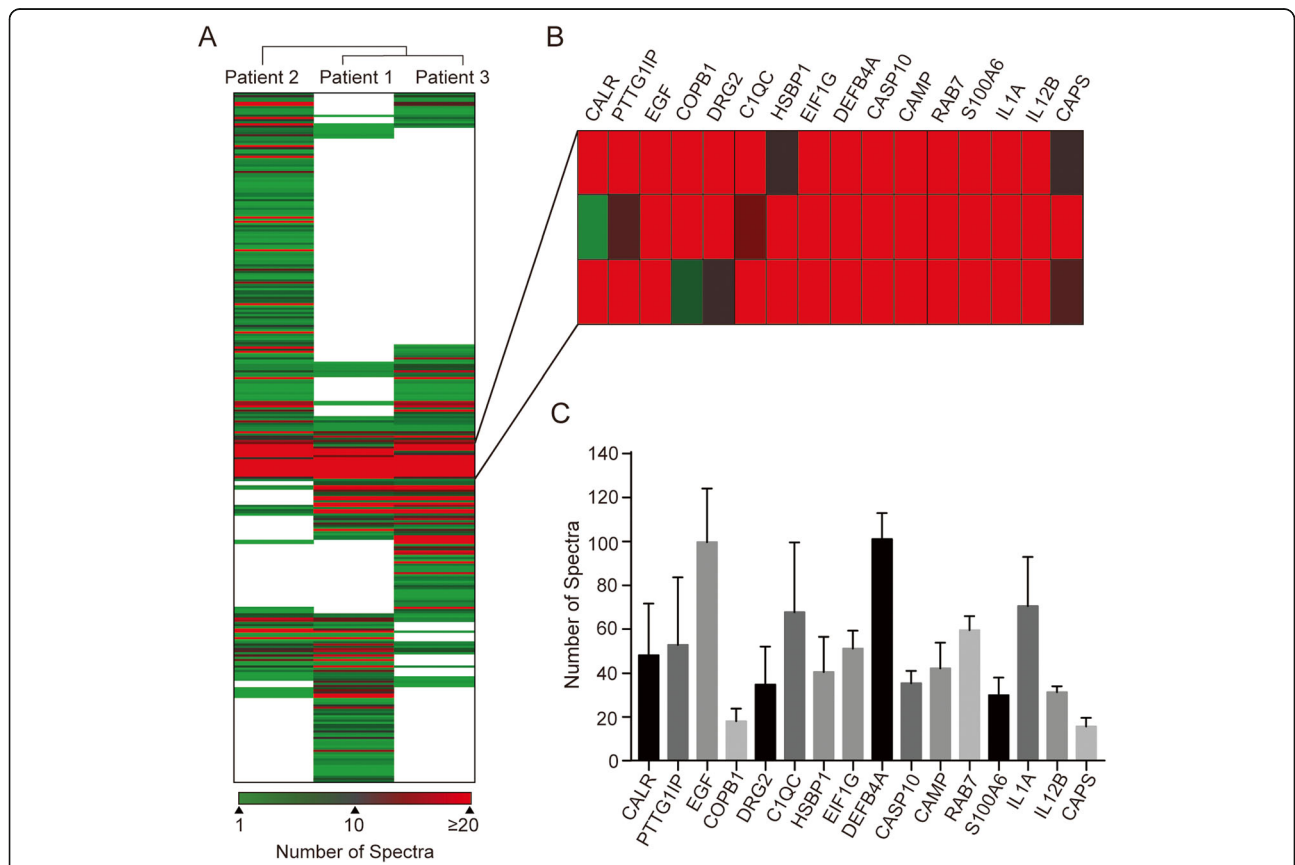 A
Patient 2
Patient 1
Patient 3
1
10
≥20
Number of Spectra
B
CALR
PTTG1IP
EGF
COPB1
DRG2
C1QC
HSBP1
EIF1G
DEFB4A
CASP10
CAMP
RAB7
S100A6
IL1A
IL12B
CAPS
C
Number of Spectra
140
120
100
80
60
40
20
0
CALR
PTTG1IP
EGF
COPB1
DRG2
C1QC
HSBP1
EIF1G
DEFB4A
CASP10
CAMP
RAB7
S100A6
IL1A
IL12B
CAPS